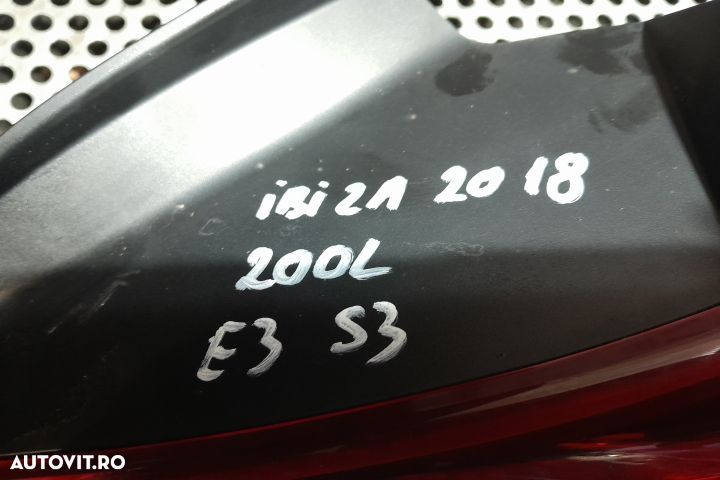 iBiZA 2018
200L
E3 S3
AUTOVIT.RO